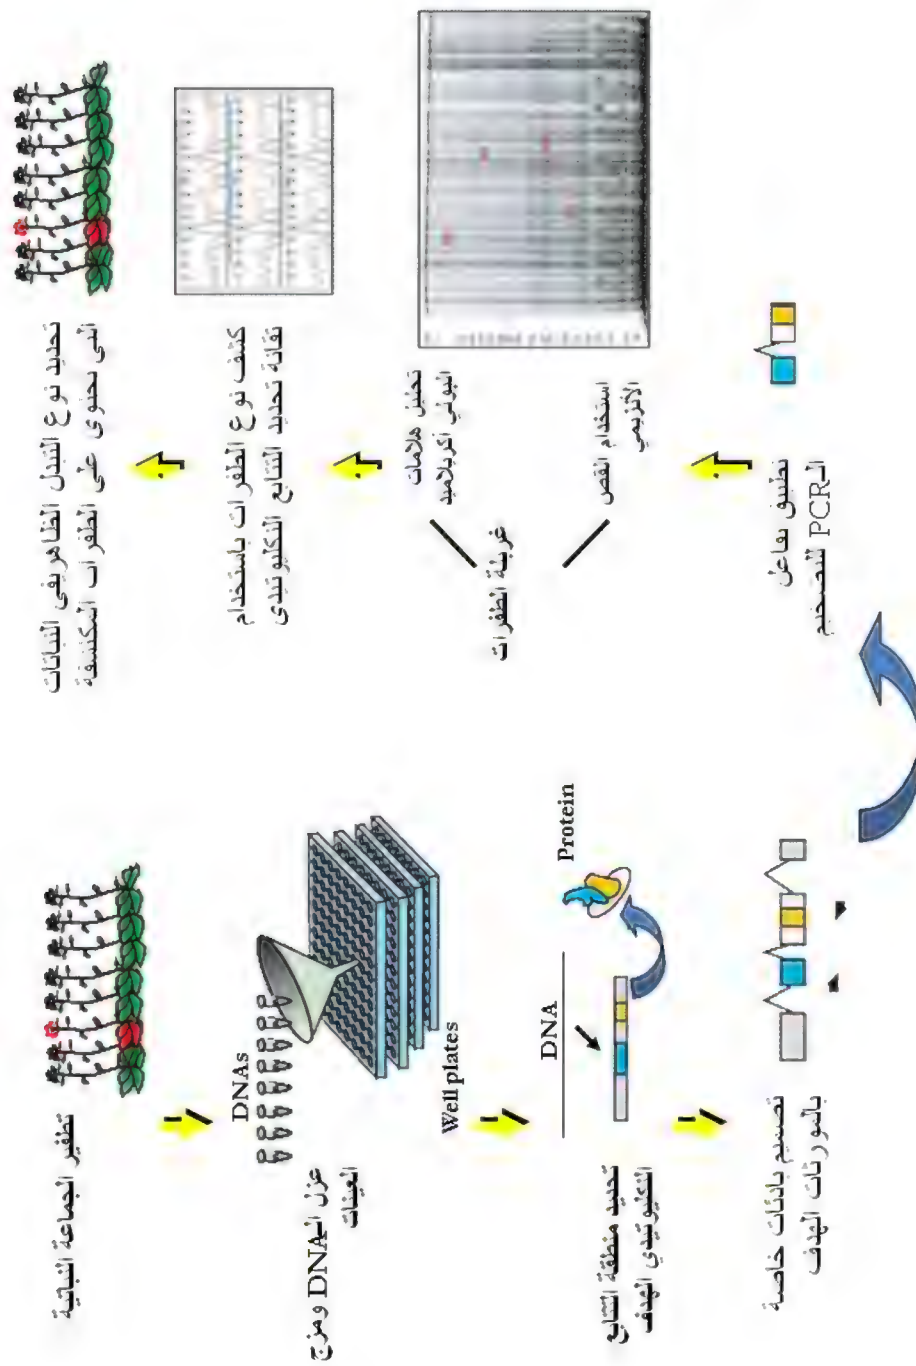 تطفير الجماعة النباتية
DNAs
عزل الـDNA ومزج
العينات
Well plates
تحديد منطقة التتابع
النكليوتيدي الهدف
DNA
Protein
تصميم بادئات خاصة
بالمورثات الهدف
تطبيق تفاعل
الـPCR للتضخيم
غربلة الطفرات
استخدام القص
الأنزيمي
تحليل هلامات
البولي أكريلاميد
كشف نوع الطفرات باستخدام
تقانة تحديد التتابع النكليوتيدي
تحديد نوع التبدل الظاهري في النباتات
التي تحتوي على الطفرات المكتشفة